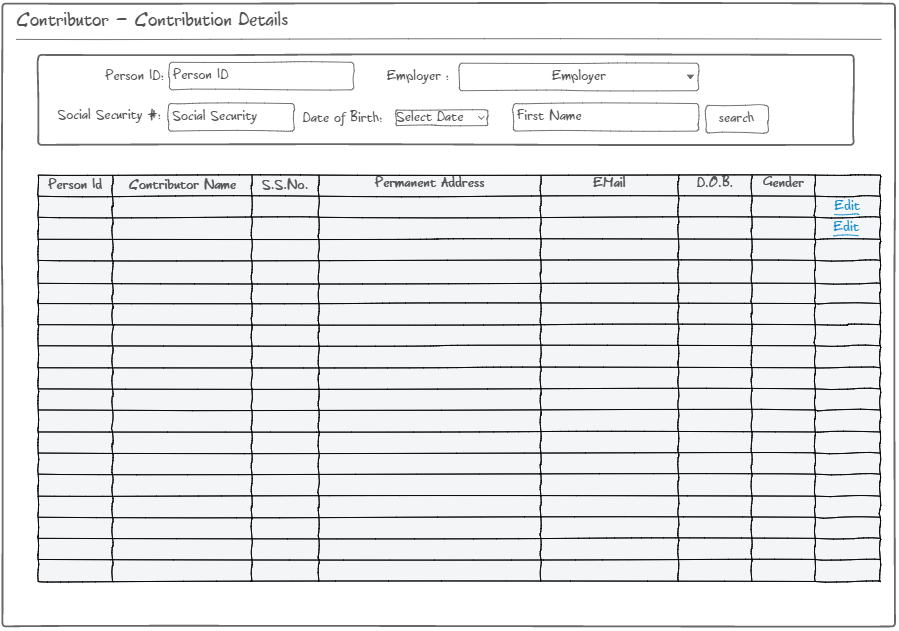 Contributor - Contribution Details
Person ID: Person ID Employer : Employer
Social Security #: Social Security Date of Birth: Select Date First Name search
Person Id Contributor Name S.S.No. Permanent Address EMail D.O.B. Gender
Edit
Edit